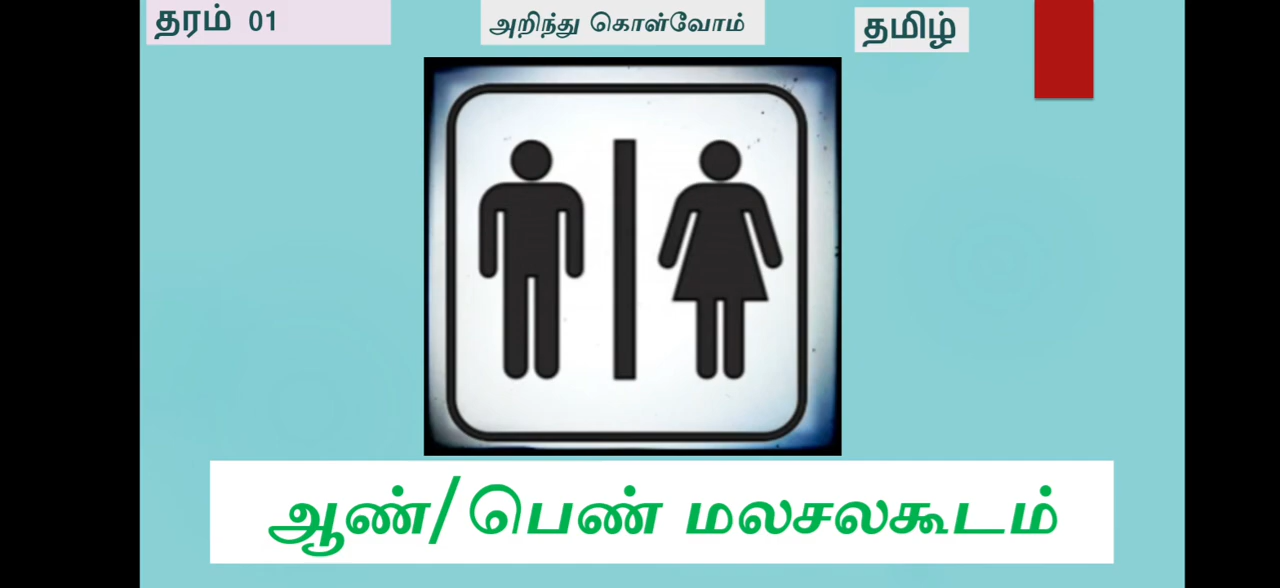 தரம் 01
அறிந்து கொள்வோம்
தமிழ்
ஆண்/பெண் மலசலகூடம்